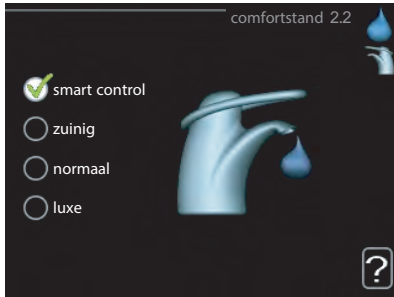 comfortstand 2.2
smart control
zuinig
normaal
luxe
?